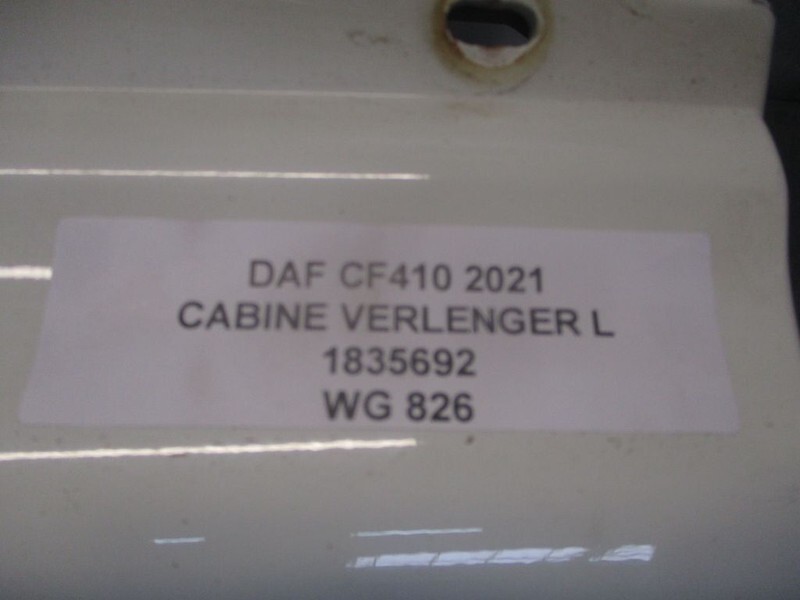 DAF CF410 2021
CABINE VERLENGER L
1835692
WG 826